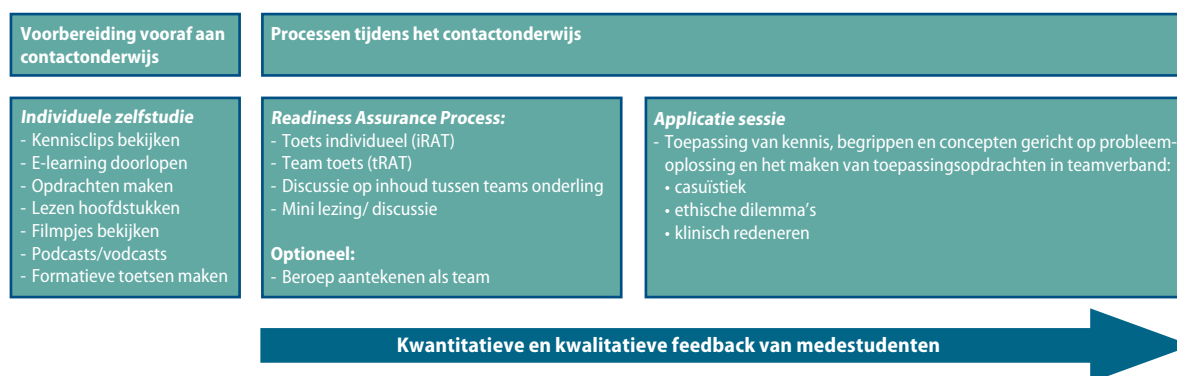 Voorbereiding vooraf aan
contactonderwijs
Processen tijdens het contactonderwijs
Individuele zelfstudie
- Kennisclips bekijken
- E-learning doorlopen
- Opdrachten maken
- Lezen hoofdstukken
- Filmpjes bekijken
- Podcasts/vodcasts
- Formatieve toetsen maken
Readiness Assurance Process:
- Toets individueel (iRAT)
- Team toets (tRAT)
- Discussie op inhoud tussen teams onderling
- Mini lezing/ discussie
Optioneel:
- Beroep aantekenen als team
Applicatie sessie
- Toepassing van kennis, begrippen en concepten gericht op probleem-
oplossing en het maken van toepassingsopdrachten in teamverband:
• casuïstiek
• ethische dilemma's
• klinisch redeneren
Kwantitatieve en kwalitatieve feedback van medestudenten